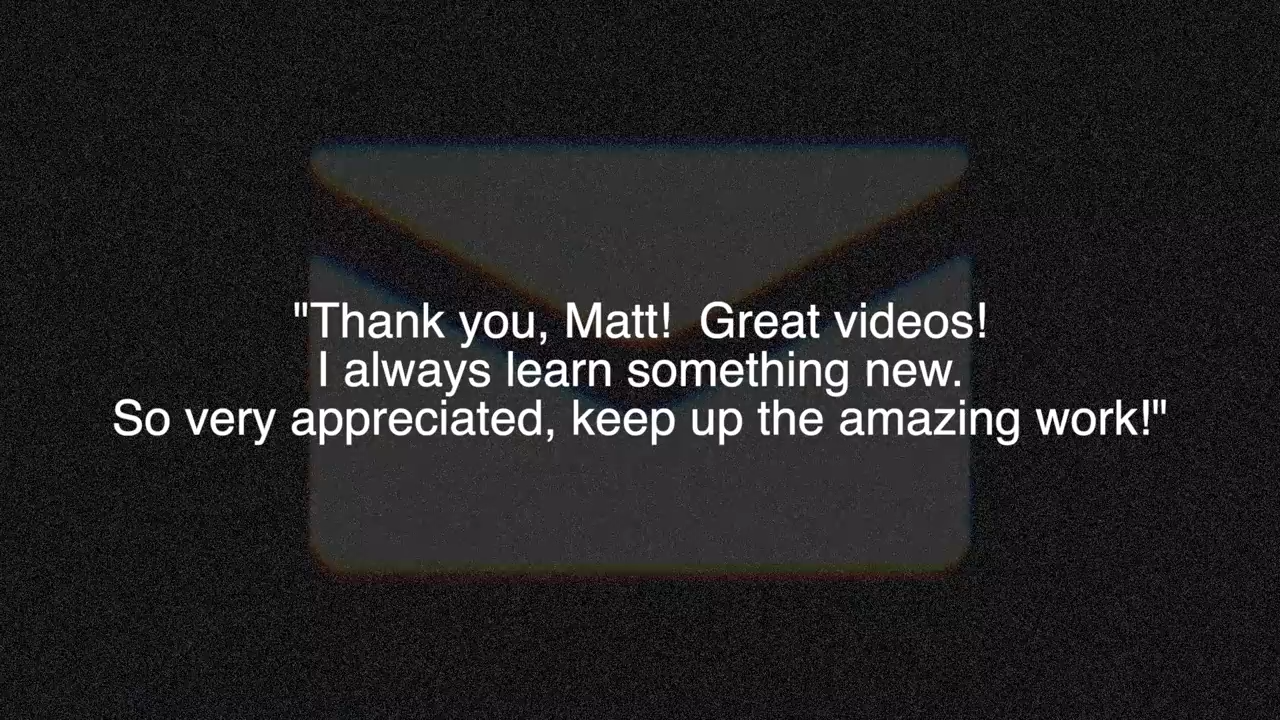 "Thank you, Matt!  Great videos!
I always learn something new.
So very appreciated, keep up the amazing work!"